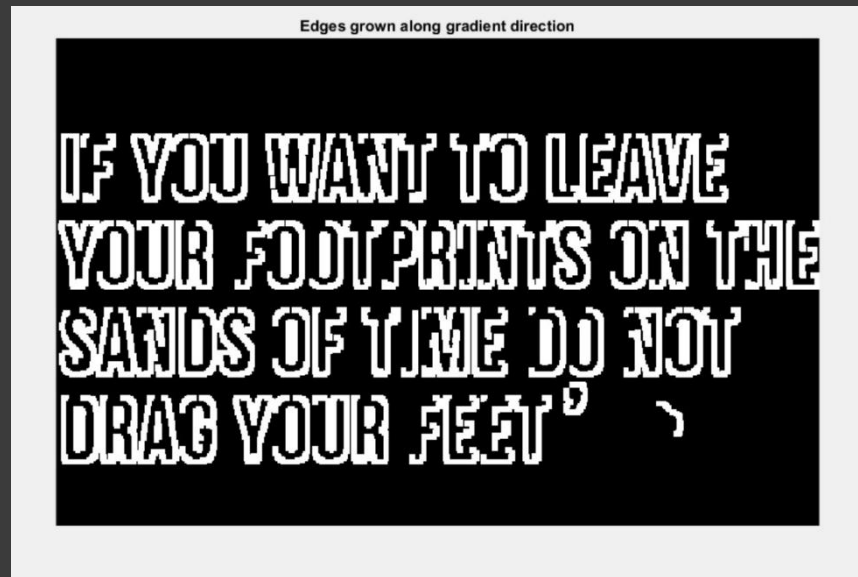 Edges grown along gradient direction
IF YOU WANT TO LEAVE
YOUR FOOTPRINTS ON THE
SANDS OF TIME DO NOT
DRAG YOUR FEET’